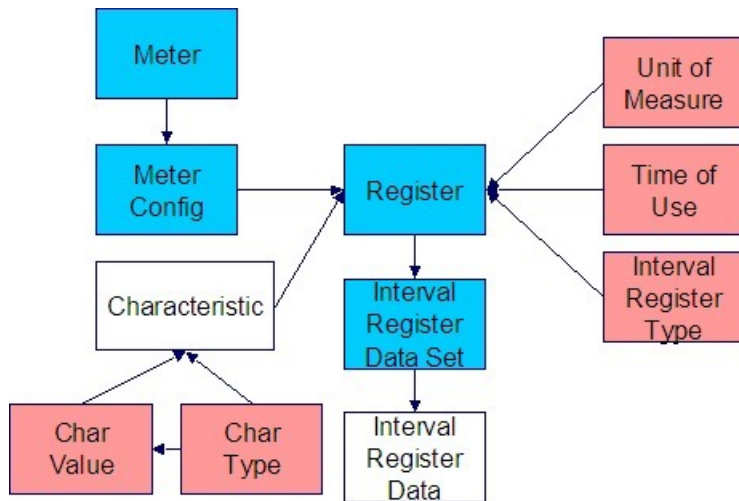 Meter
Unit of
Measure
Meter
Config
Register
Time of
Use
Characteristic
Interval
Register
Data Set
Interval
Register
Type
Char
Value
Char
Type
Interval
Register
Data